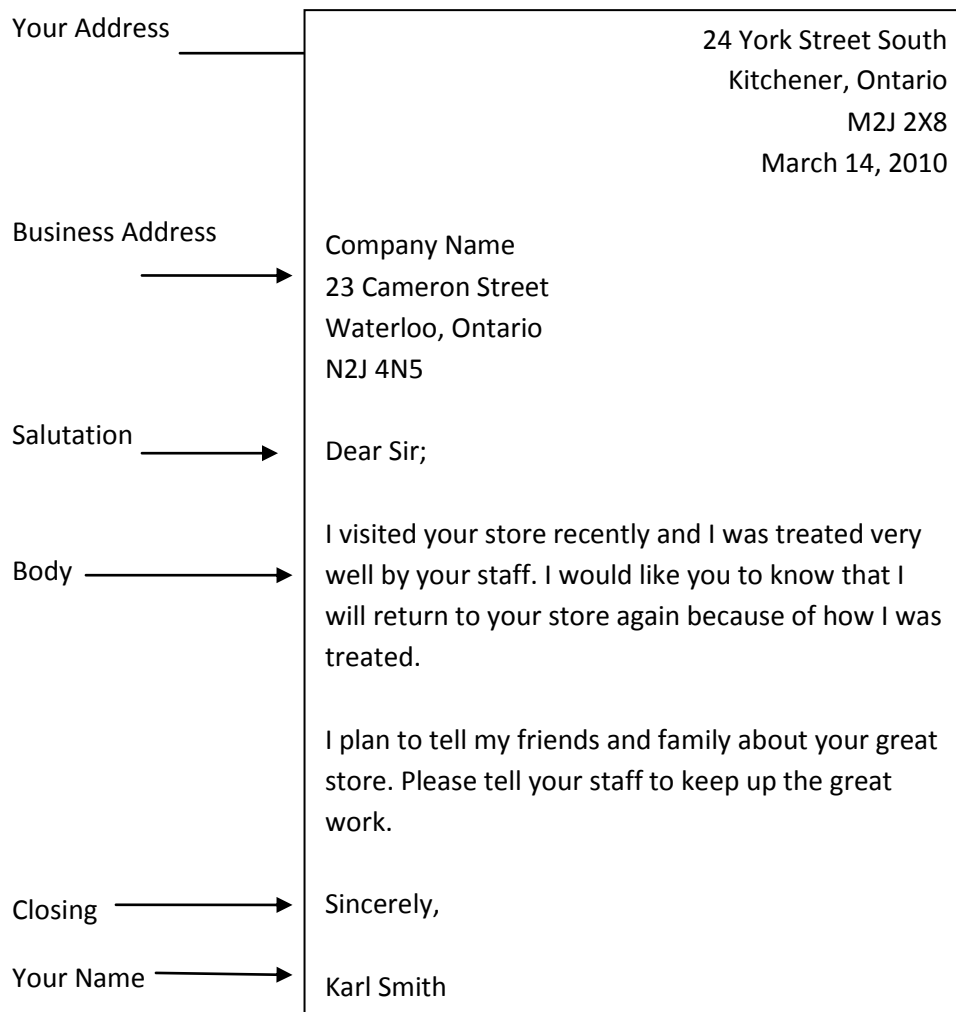 Your Address
24 York Street South
Kitchener, Ontario
M2J 2X8
March 14, 2010
Business Address
Company Name
23 Cameron Street
Waterloo, Ontario
N2J 4N5
Salutation
Dear Sir;
I visited your store recently and I was treated very
Body
well by your staff. I would like you to know that I
will return to your store again because of how I was
treated.
I plan to tell my friends and family about your great
store. Please tell your staff to keep up the great
work.
Closing
Sincerely,
Your Name
Karl Smith